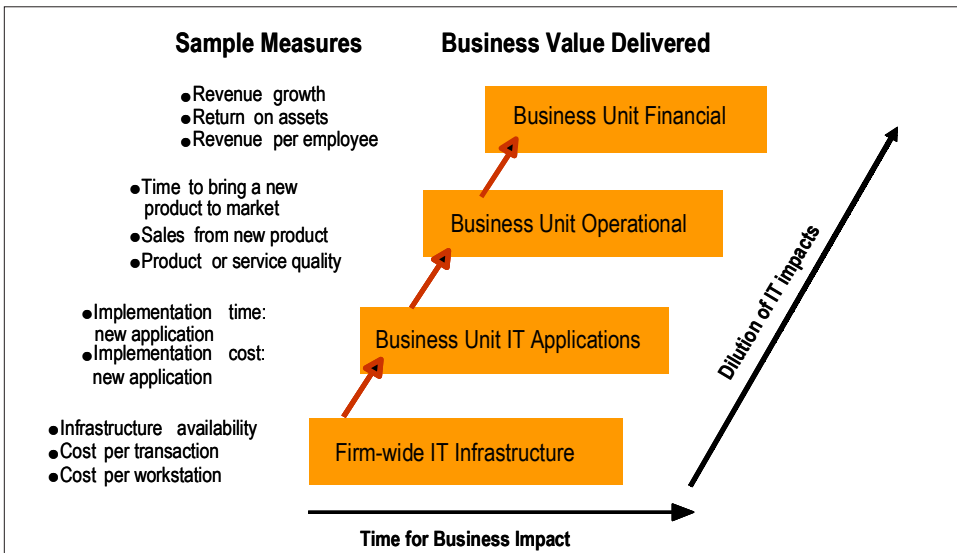 Sample Measures
Business Value Delivered
●Revenue growth
●Return on assets
●Revenue per employee
Business Unit Financial
●Time to bring a new
product to market
●Sales from new product
●Product or service quality
Business Unit Operational
●Implementation time:
new application
●Implementation cost:
new application
Business Unit IT Applications
●Infrastructure availability
●Cost per transaction
●Cost per workstation
Firm-wide IT Infrastructure
Dilution of IT impacts
Time for Business Impact